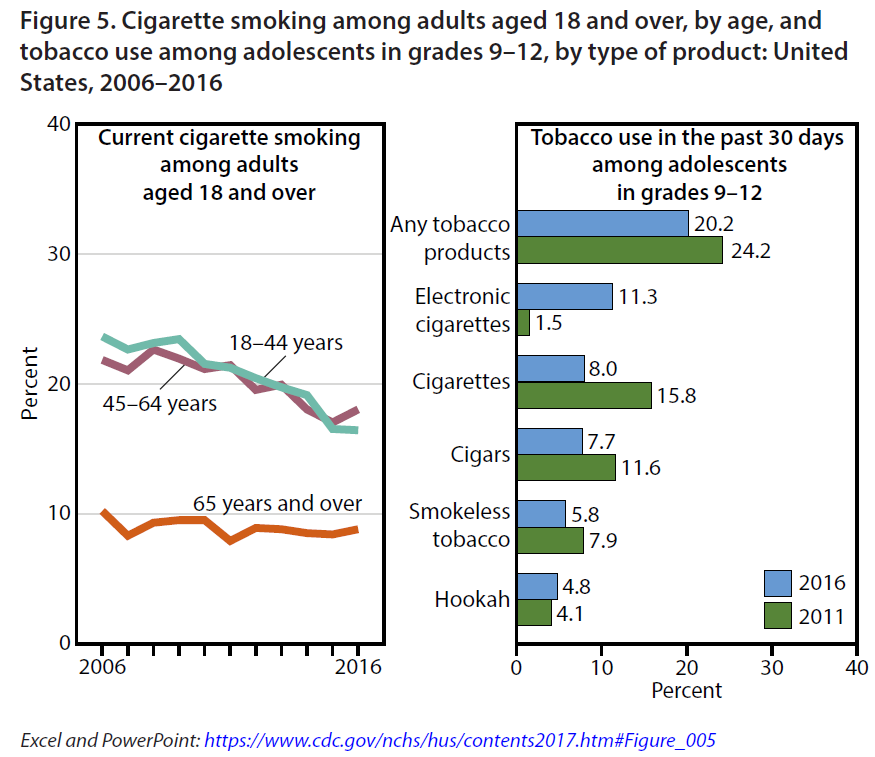 Figure 5. Cigarette smoking among adults aged 18 and over, by age, and
tobacco use among adolescents in grades 9–12, by type of product: United
States, 2006–2016
Current cigarette smoking
among adults
aged 18 and over
Percent
40
30
20
10
0
18–44 years
45–64 years
65 years and over
2006
2016
Tobacco use in the past 30 days
among adolescents
in grades 9–12
Any tobacco
products
20.2
24.2
Electronic
cigarettes
11.3
1.5
Cigarettes
8.0
15.8
Cigars
7.7
11.6
Smokeless
tobacco
5.8
7.9
Hookah
4.8
4.1
2016
2011
0
10
20
30
40
Percent
Excel and PowerPoint: https://www.cdc.gov/nchs/hus/contents2017.htm#Figure_005